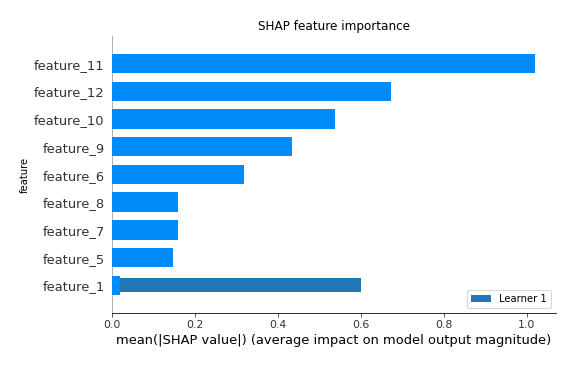 SHAP feature importance
feature_11
feature_12
feature_10
feature_9
feature_6
feature_8
feature_7
feature_5
feature_1
feature
Learner 1
0.0 0.2 0.4 0.6 0.8 1.0
mean(|SHAP value|) (average impact on model output magnitude)